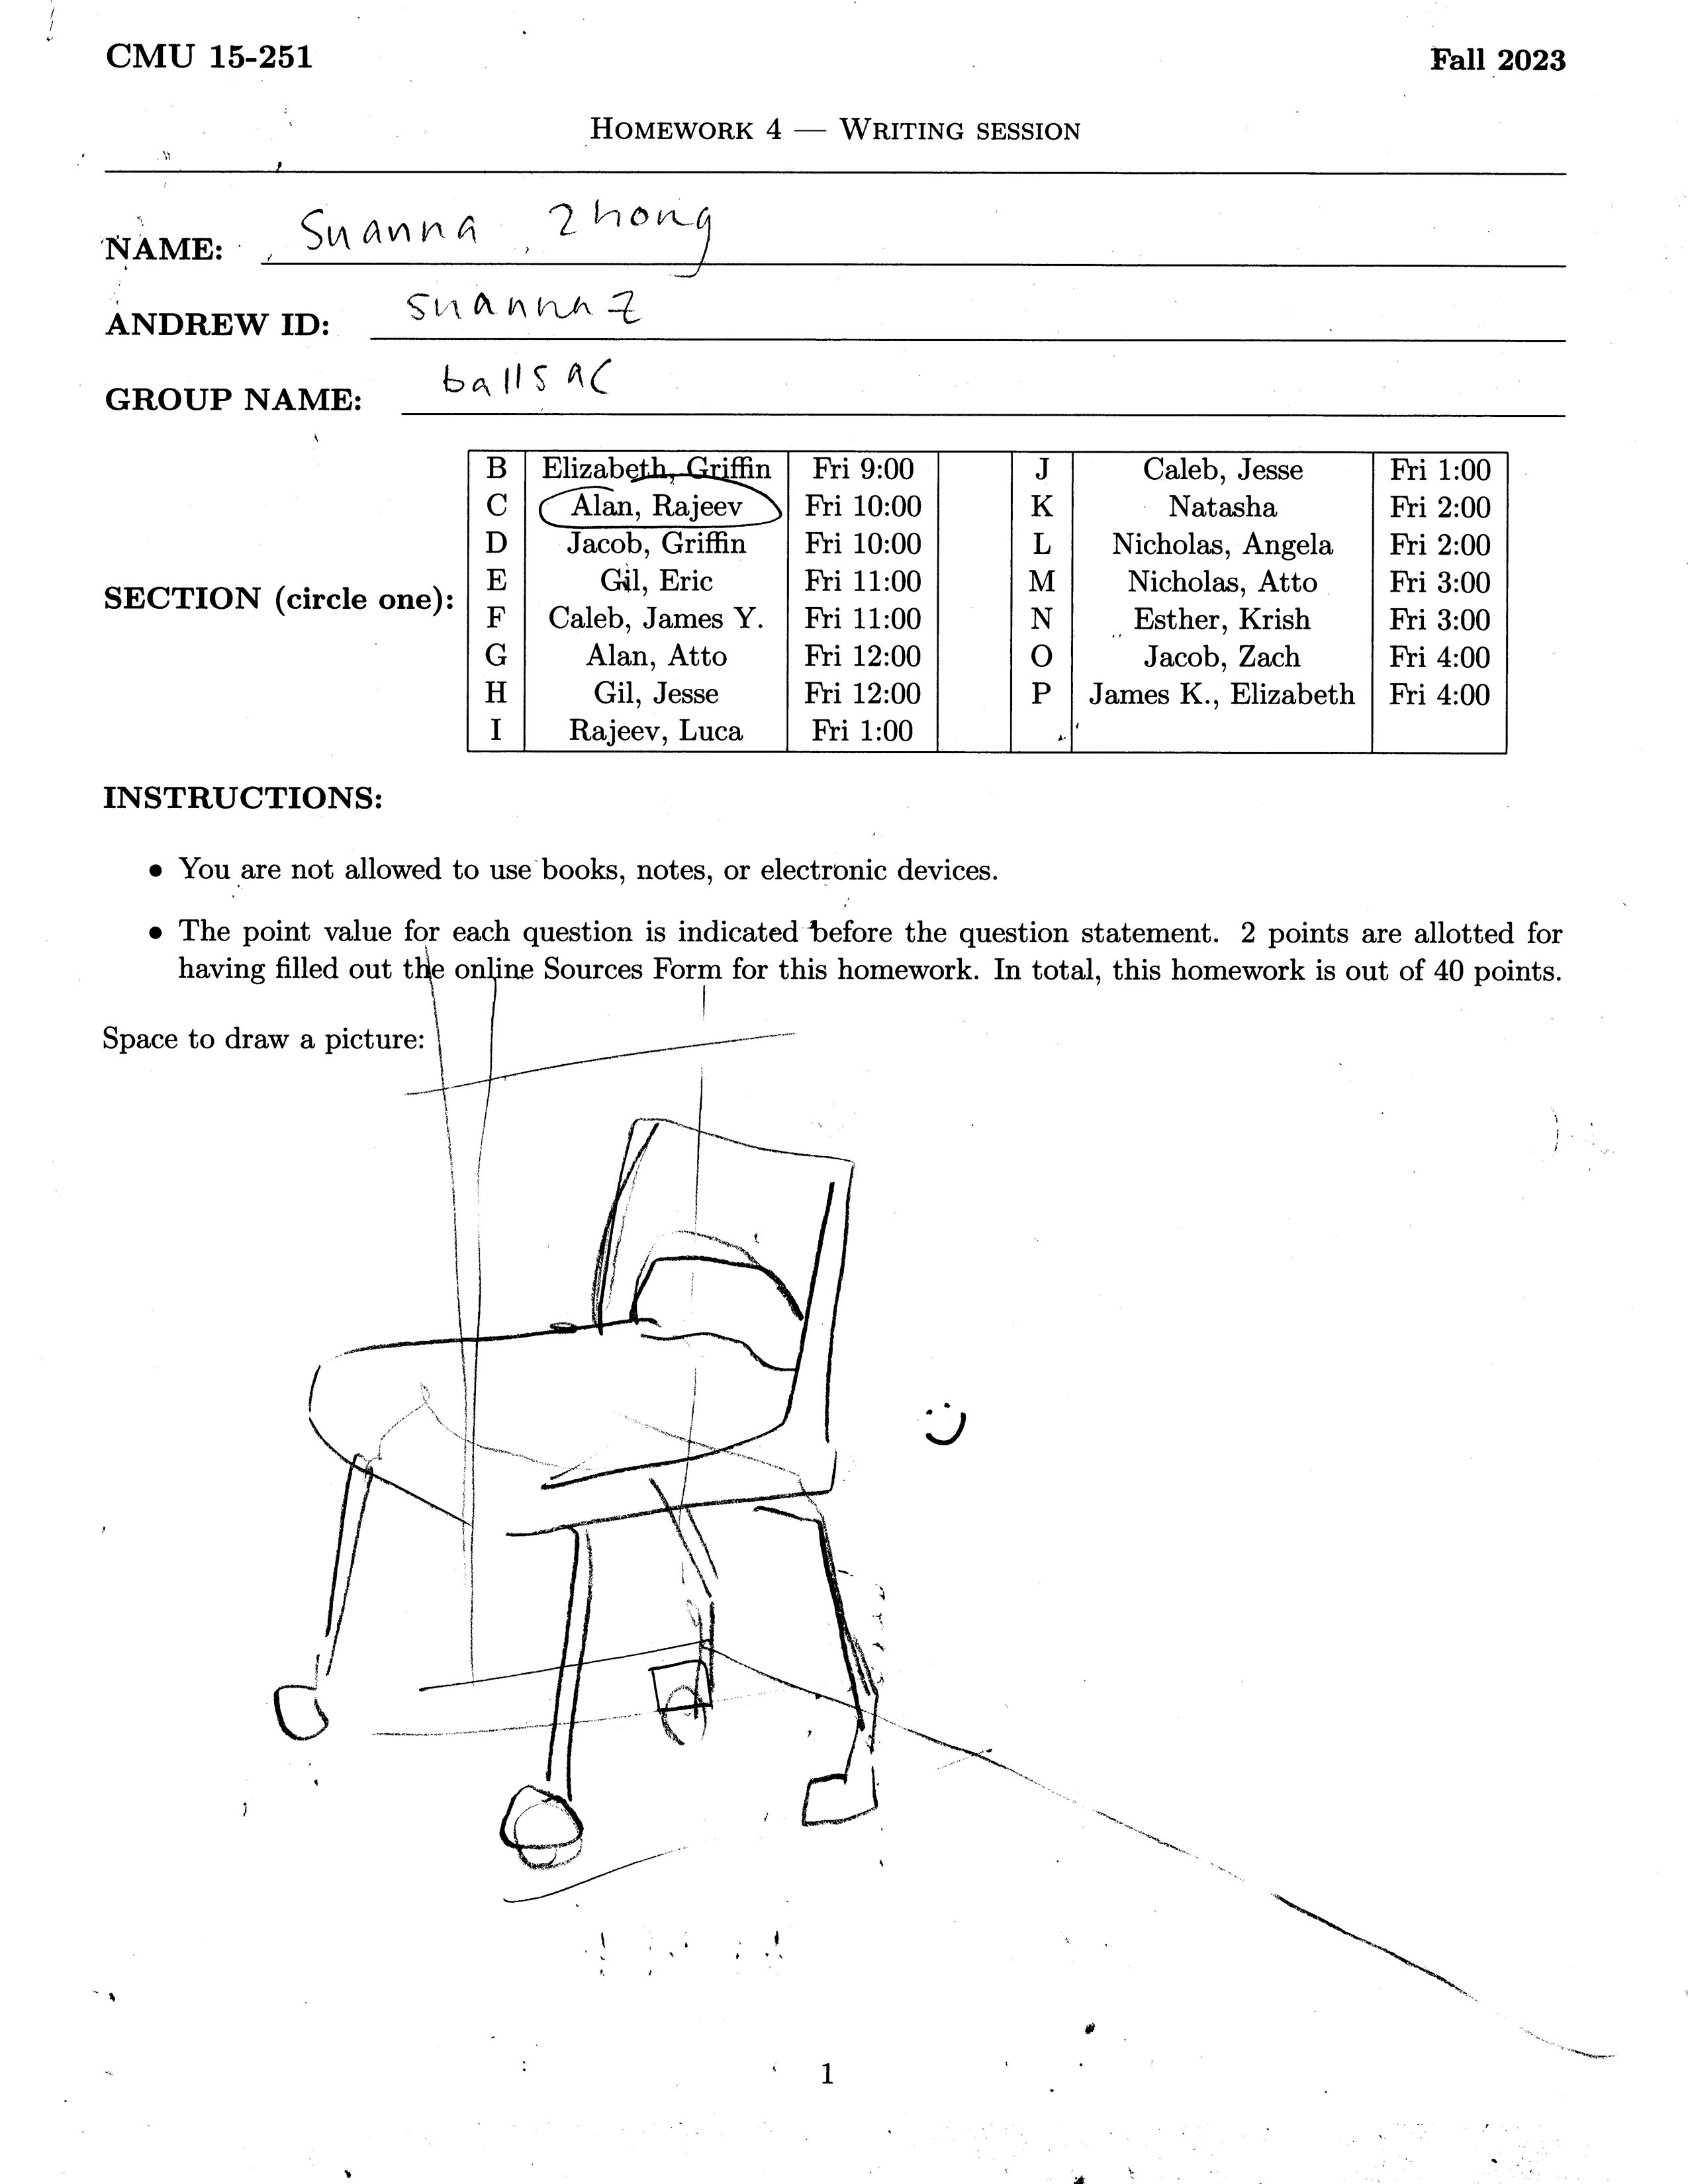 CMU 15-251 Fall 2023
HOMEWORK 4 — WRITING SESSION
NAME: Suanna Zhong
ANDREW ID: suannaz
GROUP NAME: ballsac
SECTION (circle one):
B Elizabeth, Griffin Fri 9:00 J Caleb, Jesse Fri 1:00
C Alan, Rajeev Fri 10:00 K Natasha Fri 2:00
D Jacob, Griffin Fri 10:00 L Nicholas, Angela Fri 2:00
E Gil, Eric Fri 11:00 M Nicholas, Atto Fri 3:00
F Caleb, James Y. Fri 11:00 N Esther, Krish Fri 3:00
G Alan, Atto Fri 12:00 O Jacob, Zach Fri 4:00
H Gil, Jesse Fri 12:00 P James K., Elizabeth Fri 4:00
I Rajeev, Luca Fri 1:00
INSTRUCTIONS:
• You are not allowed to use books, notes, or electronic devices.
• The point value for each question is indicated before the question statement. 2 points are allotted for
having filled out the online Sources Form for this homework. In total, this homework is out of 40 points.
Space to draw a picture:
1